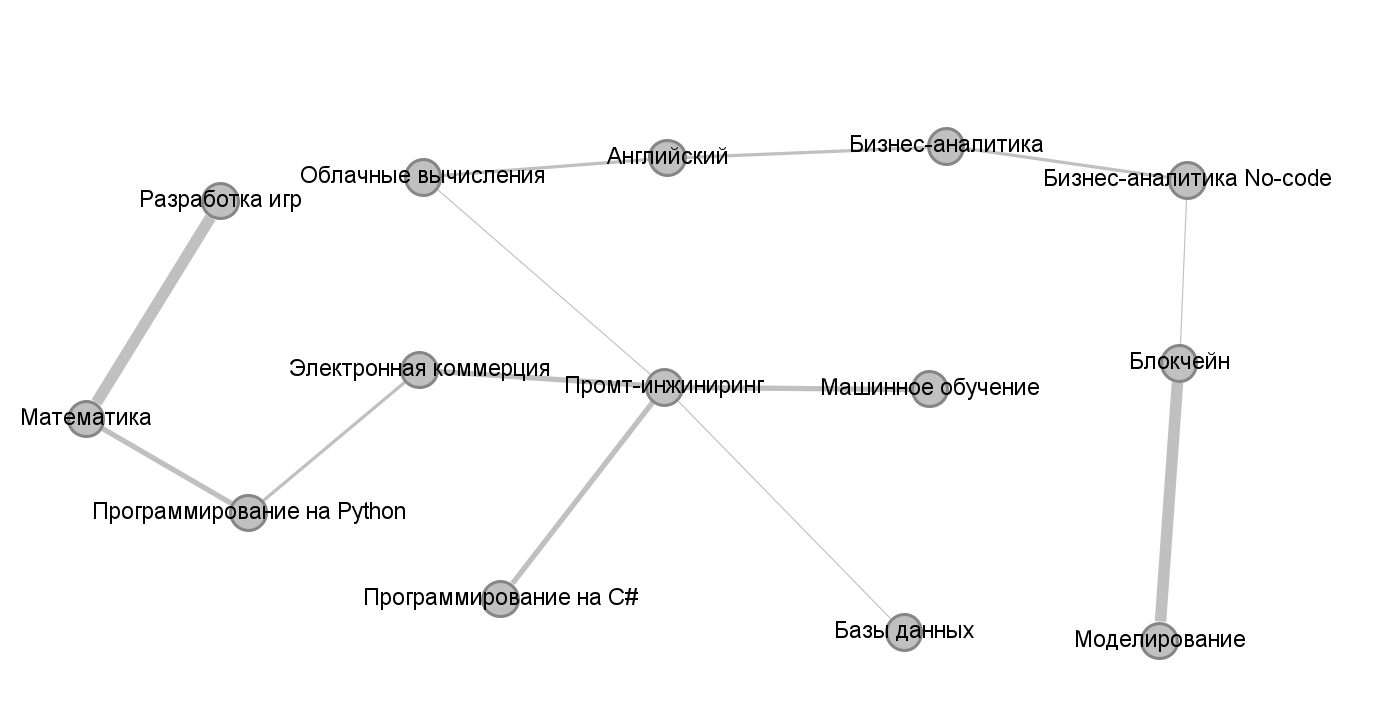 Бизнес-аналитика
Английский
Облачные вычисления
Бизнес-аналитика No-code
Разработка игр
Блокчейн
Электронная коммерция
Промт-инжиниринг
Машинное обучение
Математика
Программирование на Python
Программирование на C#
Базы данных
Моделирование